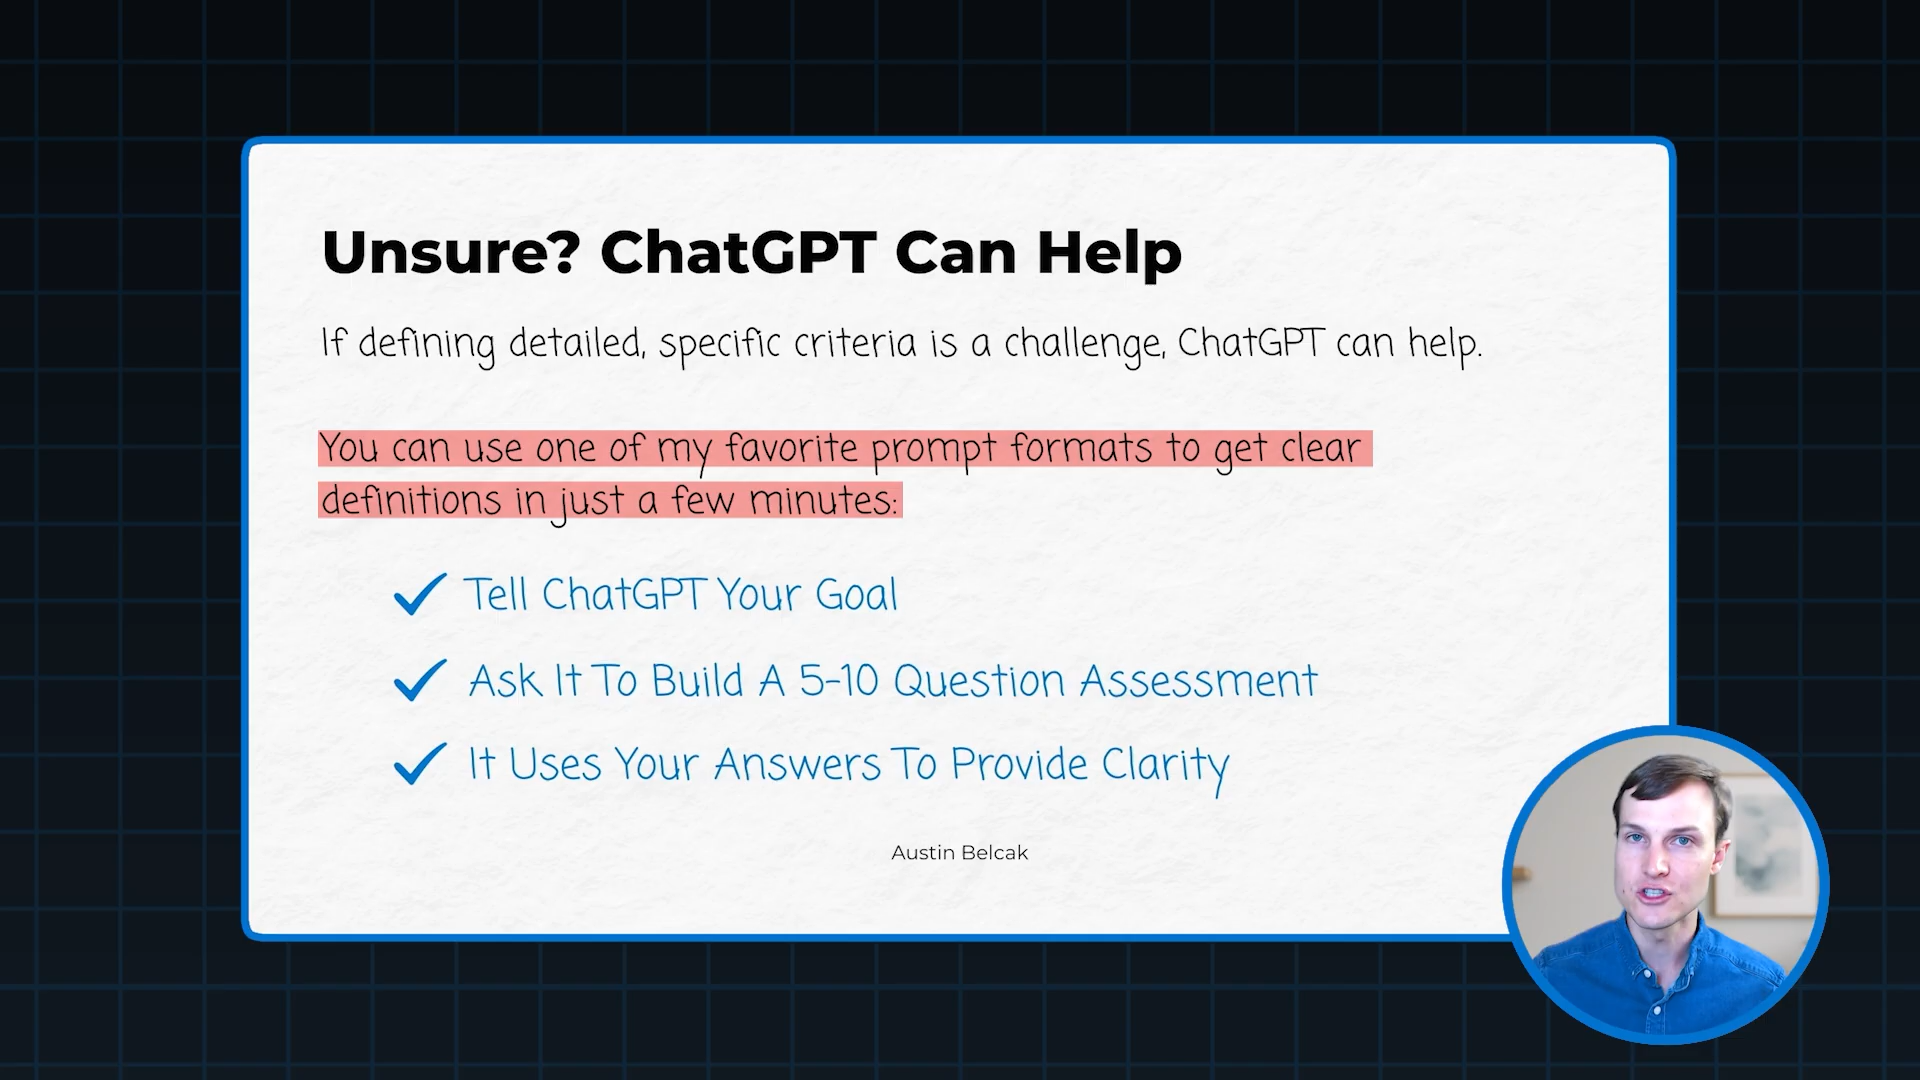 Unsure? ChatGPT Can Help
If defining detailed, specific criteria is a challenge, ChatGPT can help.
You can use one of my favorite prompt formats to get clear
definitions in just a few minutes:
Tell ChatGPT Your Goal
Ask It To Build A 5-10 Question Assessment
It Uses Your Answers To Provide Clarity
Austin Belcak